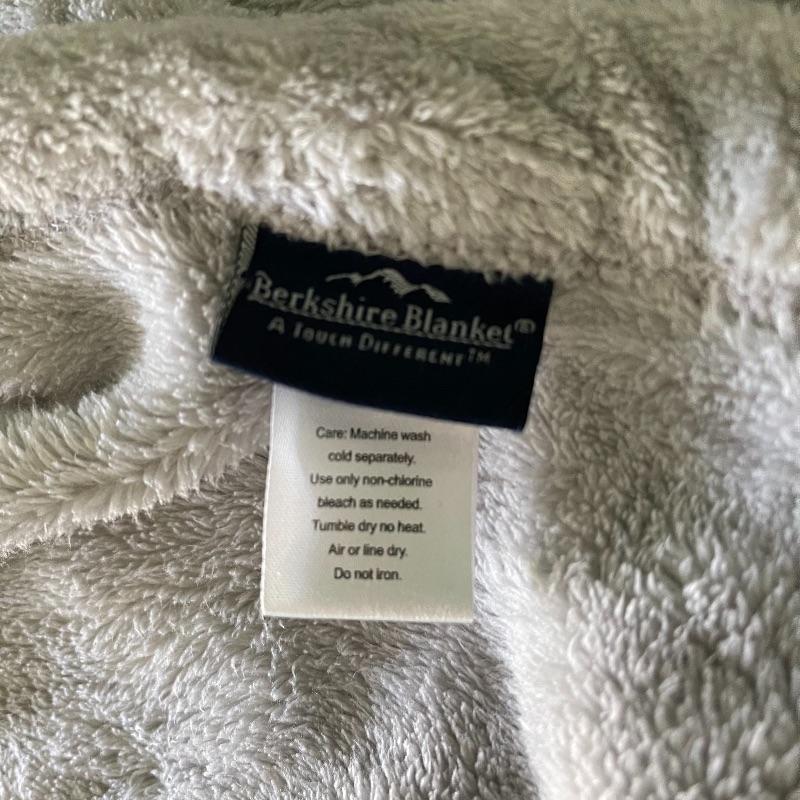 Berkshire Blanket®
A TOUCH DIFFERENT™
Care: Machine wash
cold separately.
Use only non-chlorine
bleach as needed.
Tumble dry no heat.
Air or line dry.
Do not iron.